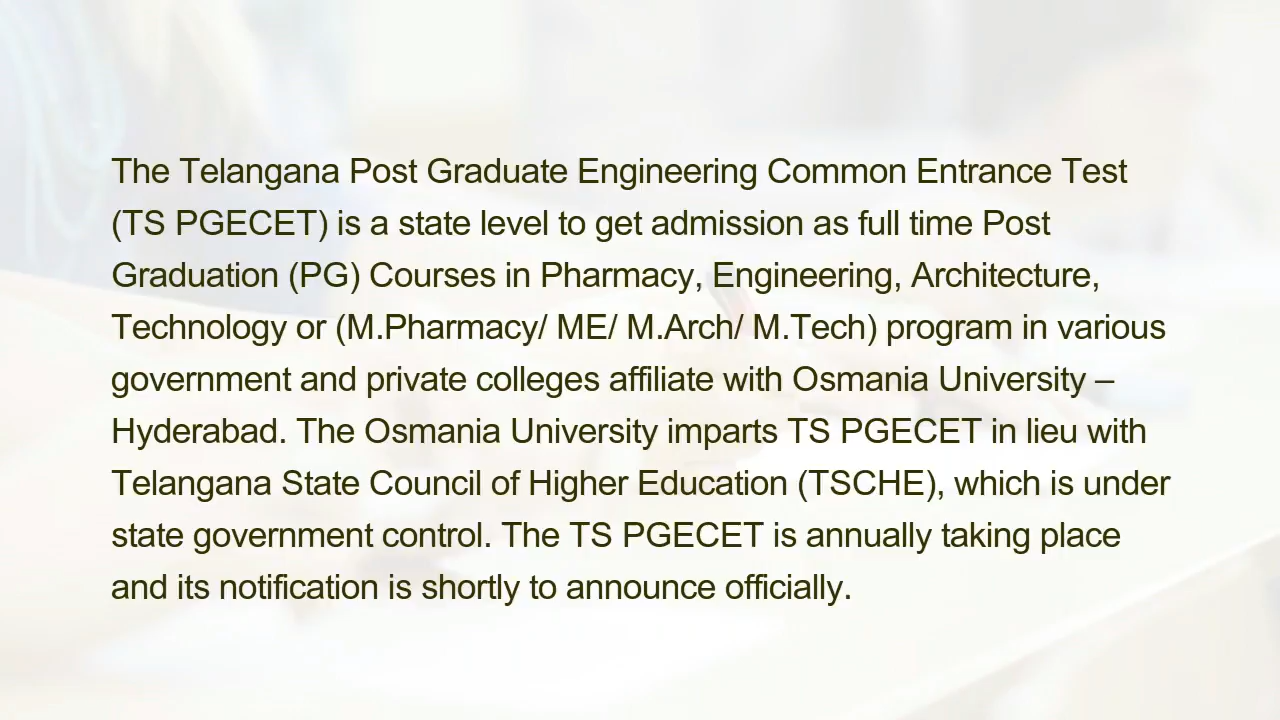 The Telangana Post Graduate Engineering Common Entrance Test
(TS PGECET) is a state level to get admission as full time Post
Graduation (PG) Courses in Pharmacy, Engineering, Architecture,
Technology or (M.Pharmacy/ ME/ M.Arch/ M.Tech) program in various
government and private colleges affiliate with Osmania University –
Hyderabad. The Osmania University imparts TS PGECET in lieu with
Telangana State Council of Higher Education (TSCHE), which is under
state government control. The TS PGECET is annually taking place
and its notification is shortly to announce officially.